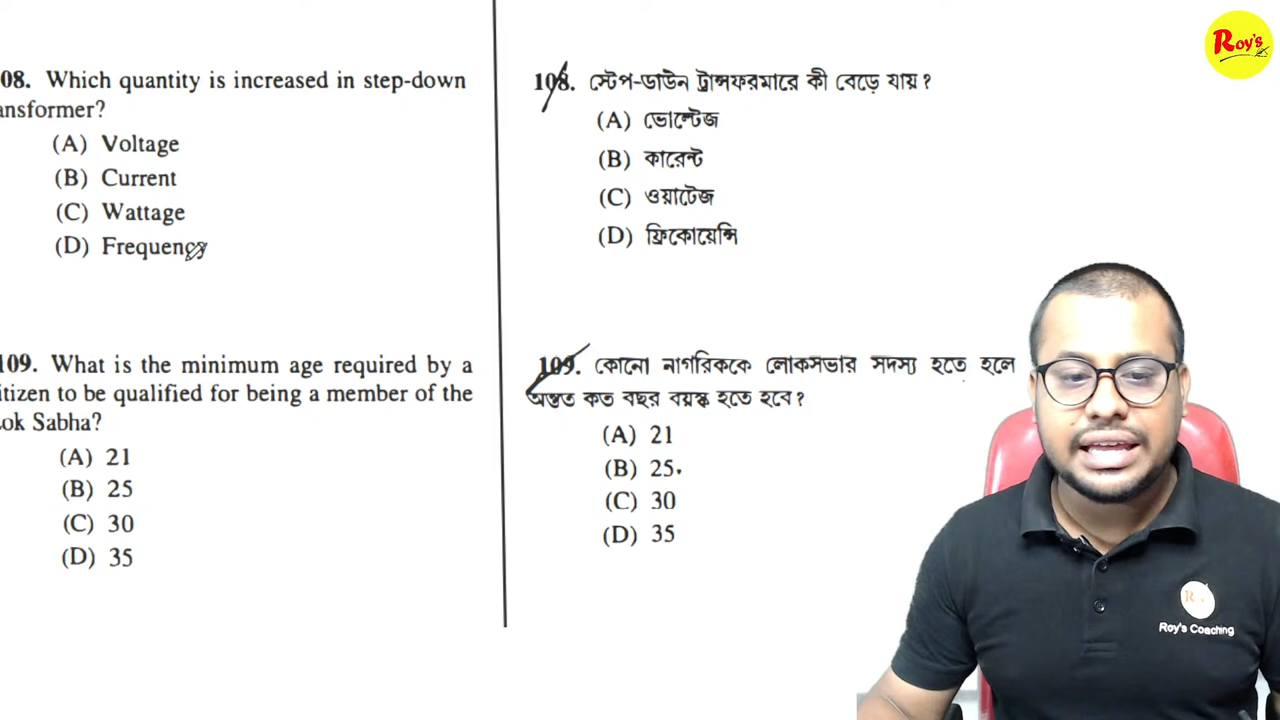 08. Which quantity is increased in step-down
ansformer?
(A) Voltage
(B) Current
(C) Wattage
(D) Frequency
109. What is the minimum age required by a
itizen to be qualified for being a member of the
ok Sabha?
(A) 21
(B) 25
(C) 30
(D) 35
108. স্টেপ-ডাউন ট্রান্সফরমারে কী বেড়ে যায় ?
(A) ভোল্টেজ
(B) কারেন্ট
(C) ওয়াটেজ
(D) ফ্রিকোয়েন্সি
109. কোনো নাগরিককে লোকসভার সদস্য হতে হলে
অন্তত কত বছর বয়স্ক হতে হবে ?
(A) 21
(B) 25
(C) 30
(D) 35
Roy's
Roy's Coaching